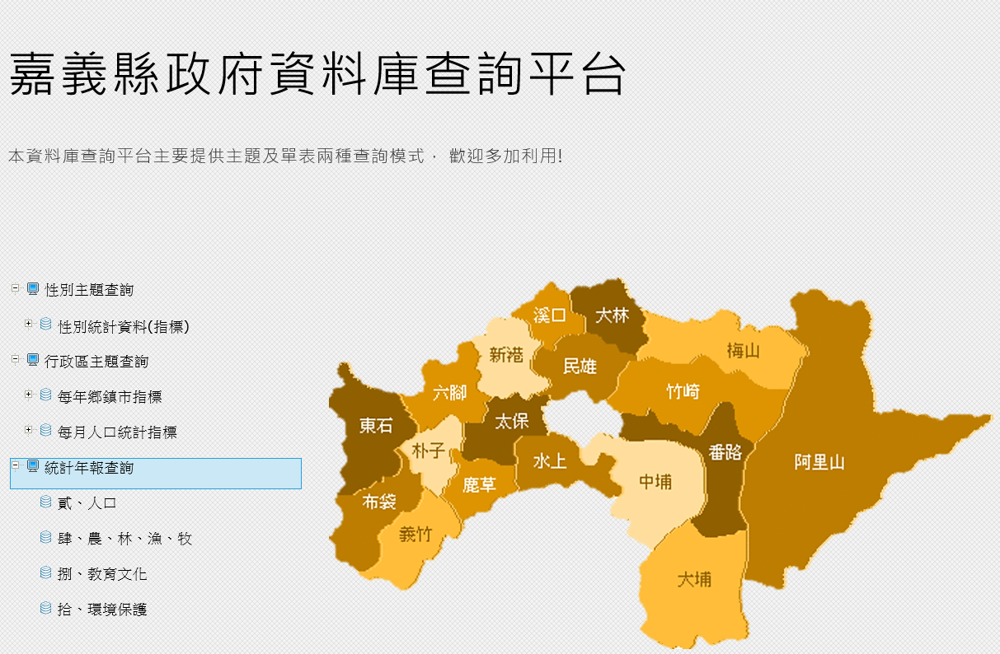 嘉義縣政府資料庫查詢平台
本資料庫查詢平台主要提供主題及單表兩種查詢模式， 歡迎多加利用!
性別主題查詢
性別統計資料(指標)
行政區主題查詢
每年鄉鎮市指標
每月人口統計指標
統計年報查詢
貳、人口
肆、農、林、漁、牧
捌、教育文化
拾、環境保護
溪口
大林
新港
民雄
梅山
六腳
竹崎
東石
太保
朴子
水上
番路
阿里山
鹿草
中埔
布袋
義竹
大埔